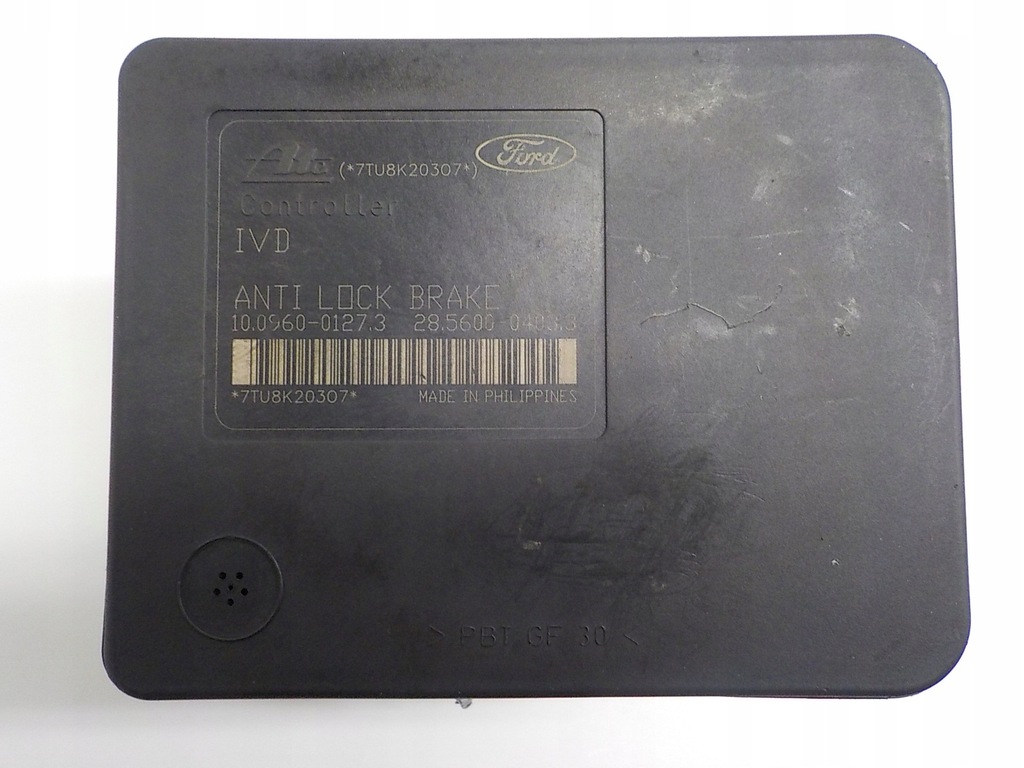 Ate (*7TU8K20307*) Ford
Controller
IVD
ANTI LOCK BRAKE
10.0960-0127.3 28.5600-0403.3
*7TU8K20307* MADE IN PHILIPPINES
> PBT GF 30 <